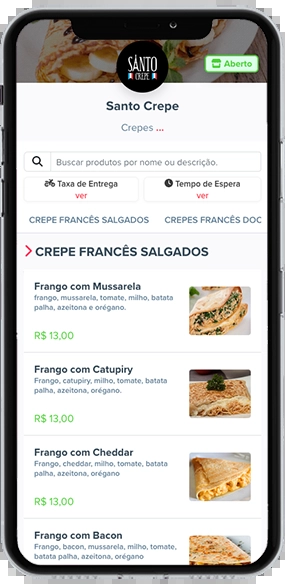 SANTO
CREPE
Aberto
Santo Crepe
Crepes ...
Buscar produtos por nome ou descrição.
Taxa de Entrega
ver
Tempo de Espera
ver
CREPE FRANCÊS SALGADOS
CREPES FRANCÊS DOC
CREPE FRANCÊS SALGADOS
Frango com Mussarela
frango, mussarela, tomate, milho, batata
palha, azeitona e orégano.
R$ 13,00
Frango com Catupiry
Frango, catupiry, milho, tomate, batata
palha, azeitona, orégano.
R$ 13,00
Frango com Cheddar
Frango, cheddar, milho, tomate, batata
palha, azeitona, orégano
R$ 13,00
Frango com Bacon
Frango, bacon, mussarela, milho, tomate,
batata palha, azeitona, orégano